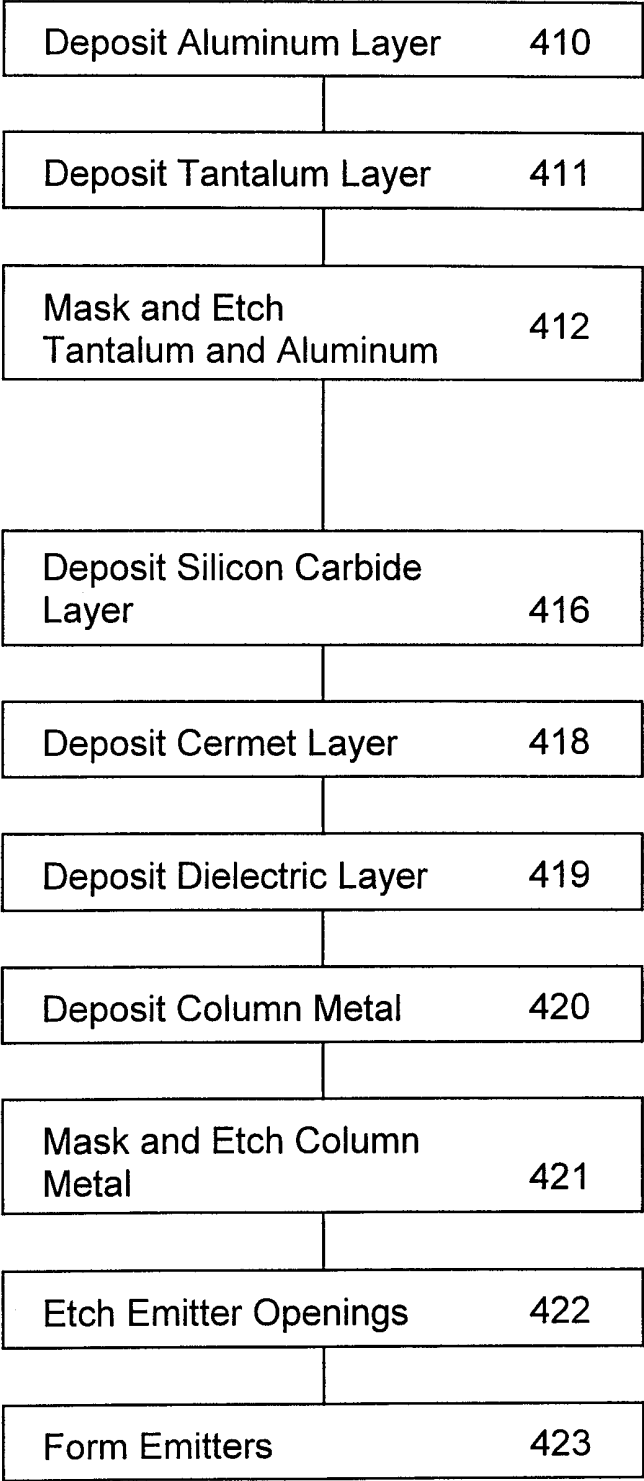 Deposit Aluminum Layer 410
Deposit Tantalum Layer 411
Mask and Etch
Tantalum and Aluminum 412
Deposit Silicon Carbide
Layer 416
Deposit Cermet Layer 418
Deposit Dielectric Layer 419
Deposit Column Metal 420
Mask and Etch Column
Metal 421
Etch Emitter Openings 422
Form Emitters 423